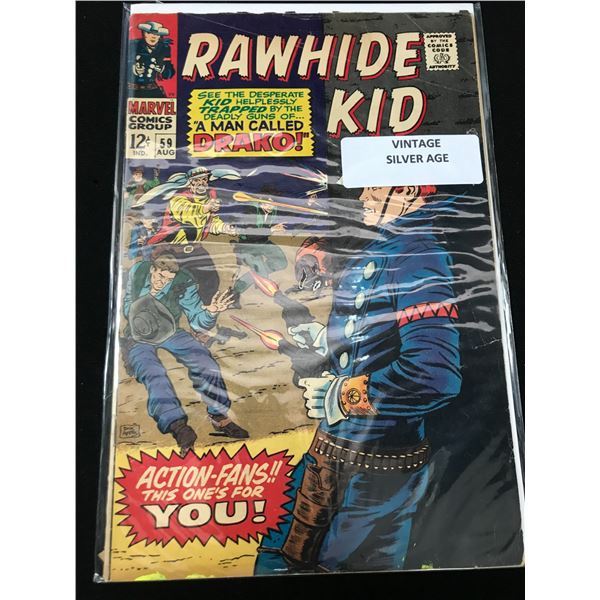 RAWHIDE
KID
APPROVED
BY THE
COMICS
CODE
AUTHORITY
MARVEL
COMICS
GROUP
12¢
IND.
59
AUG
SEE THE DESPERATE
KID HELPLESSLY
TRAPPED BY THE
DEADLY GUNS OF...
"A MAN CALLED
DRAKO!"
VINTAGE
SILVER AGE
ACTION-FANS!!
THIS ONE'S FOR
YOU!